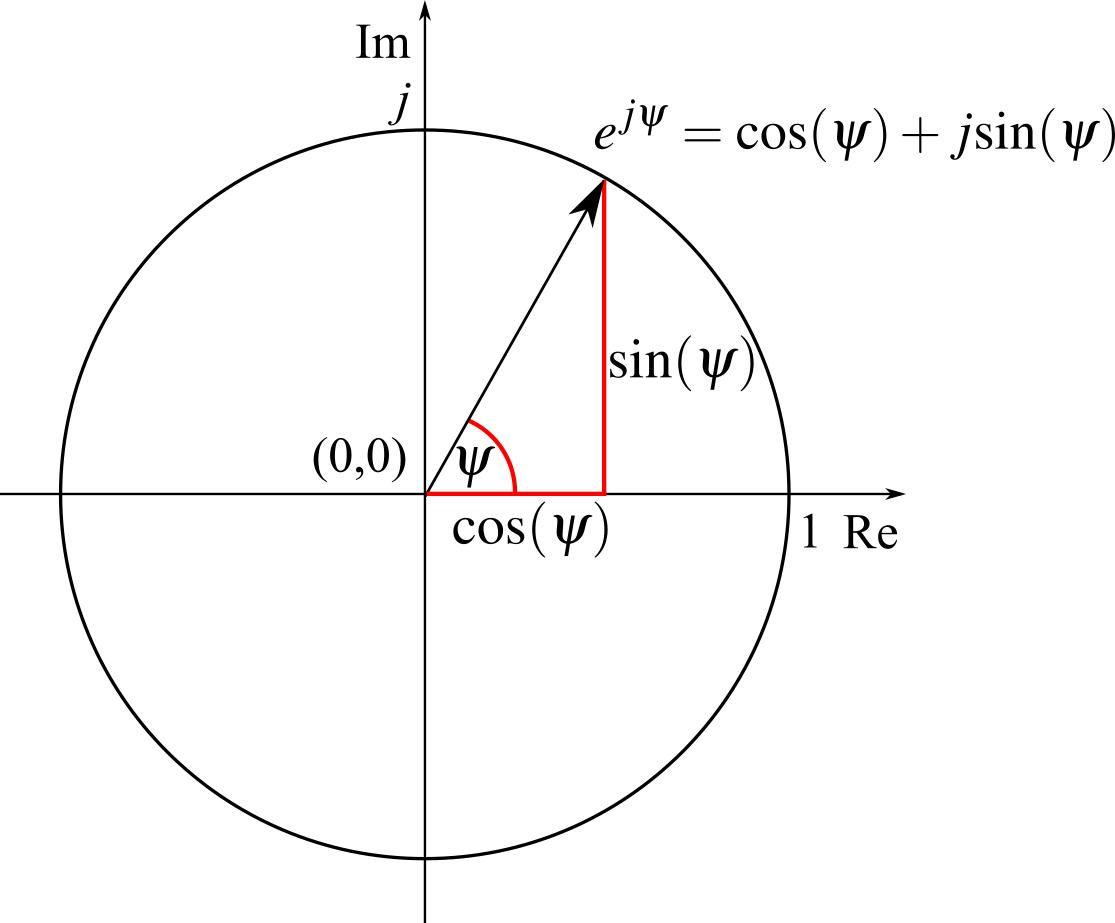 Im
j
e^{jψ} = cos(ψ) + jsin(ψ)
sin(ψ)
(0,0)
ψ
cos(ψ)
1 Re